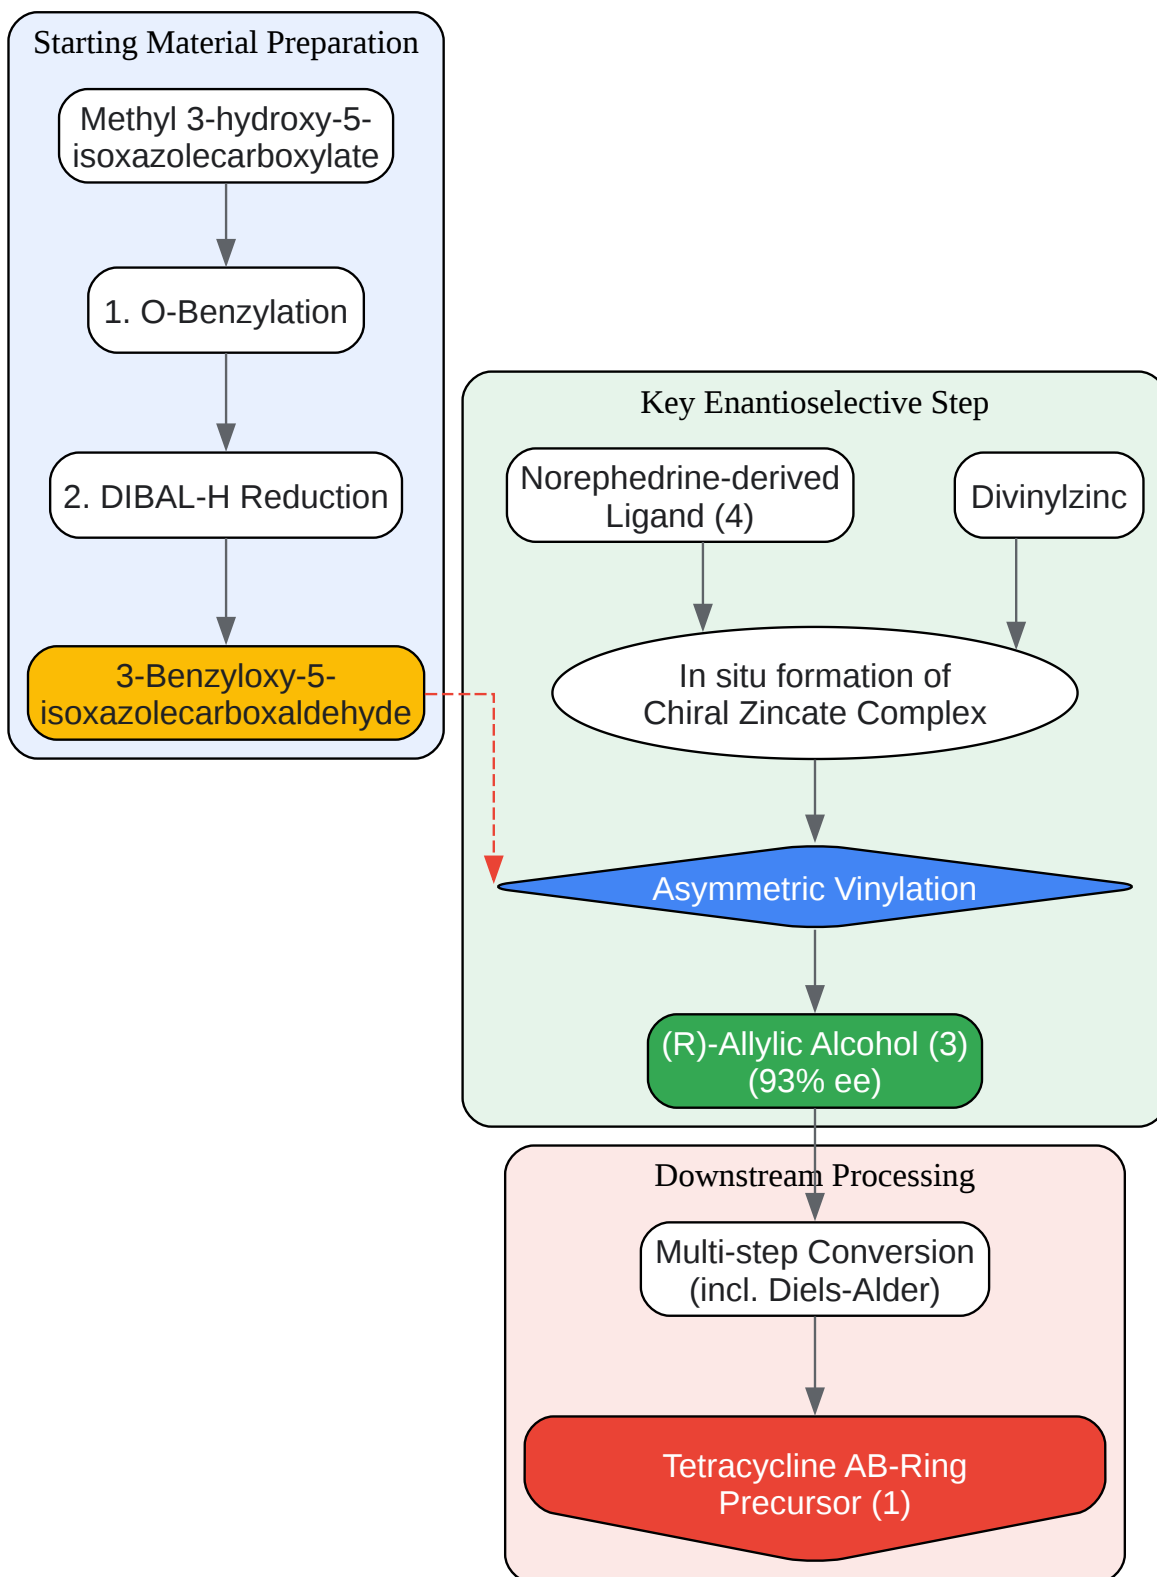 Starting Material Preparation
Methyl 3-hydroxy-5-
isoxazolecarboxylate
1. O-Benzylation
2. DIBAL-H Reduction
3-Benzyloxy-5-
isoxazolecarboxaldehyde
Key Enantioselective Step
Norephedrine-derived
Ligand (4)
Divinylzinc
In situ formation of
Chiral Zincate Complex
Asymmetric Vinylation
(R)-Allylic Alcohol (3)
(93% ee)
Downstream Processing
Multi-step Conversion
(incl. Diels-Alder)
Tetracycline AB-Ring
Precursor (1)